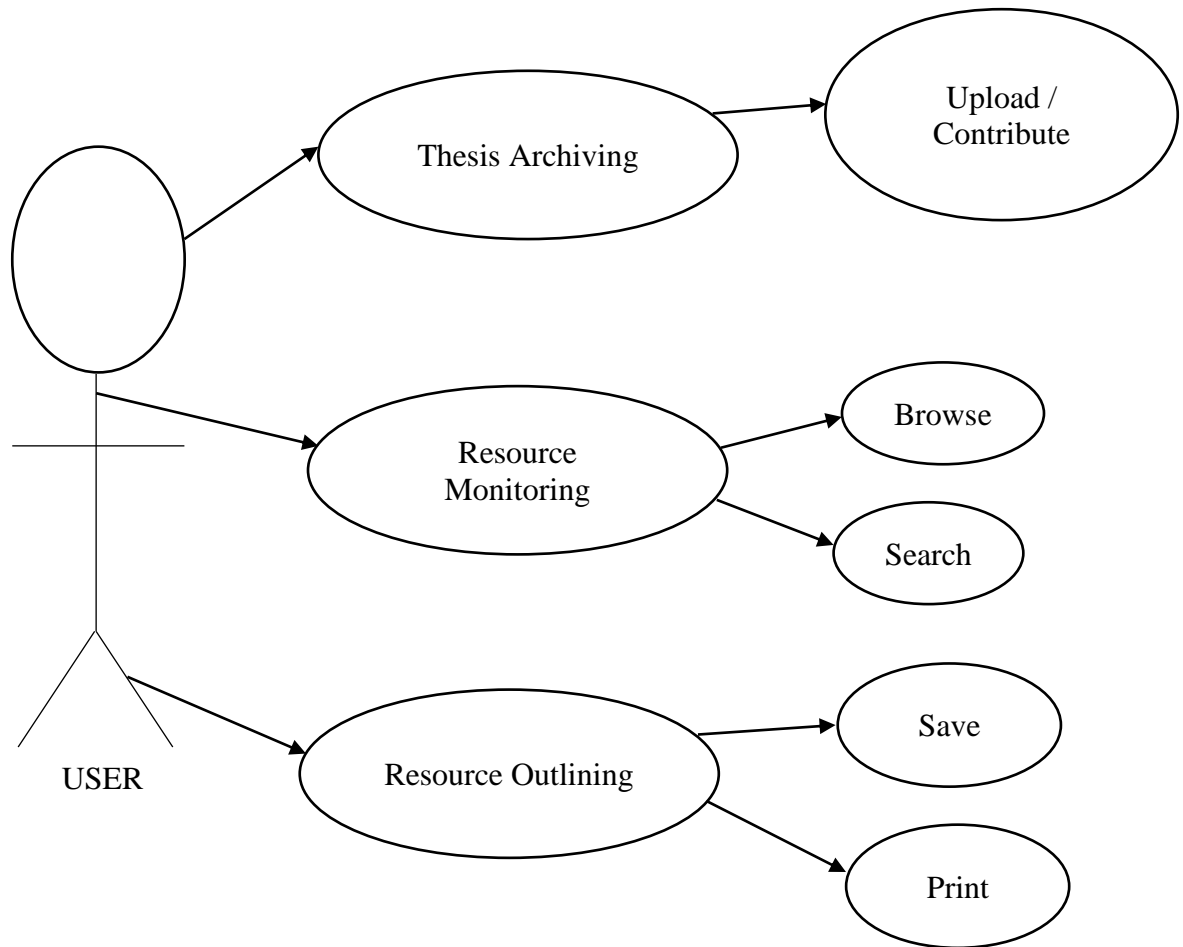 Upload /
Contribute
Thesis Archiving
Browse
Resource
Monitoring
Search
Save
USER
Resource Outlining
Print